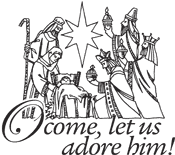 O come, let us
adore him!